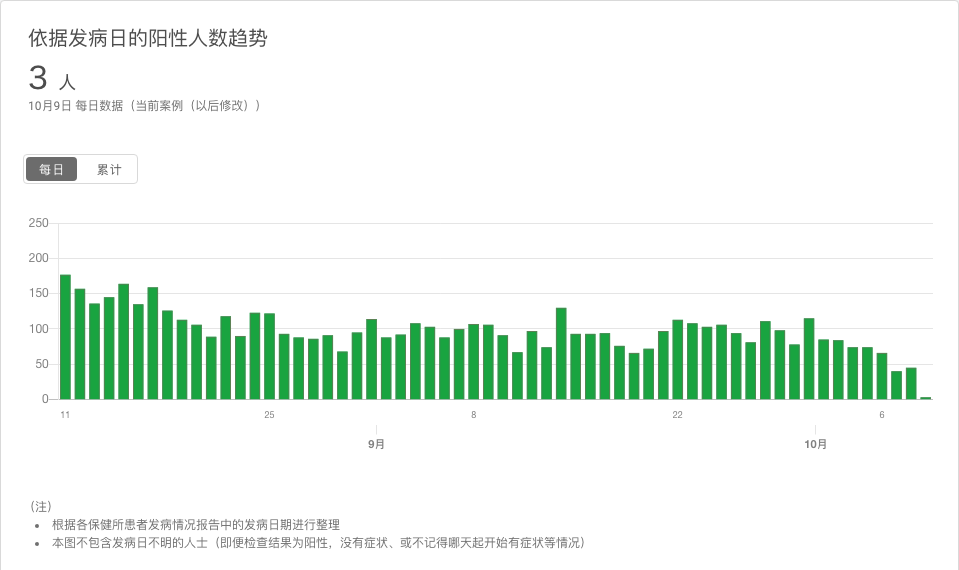 依据发病日的阳性人数趋势
3 人
10月9日 每日数据（当前案例（以后修改））
每日 累计
250
200
150
100
50
0
11 25 8 22 6
9月 10月
（注）
• 根据各保健所患者发病情况报告中的发病日期进行整理
• 本图不包含发病日不明的人士（即便检查结果为阳性，没有症状、或不记得哪天起开始有症状等情况）